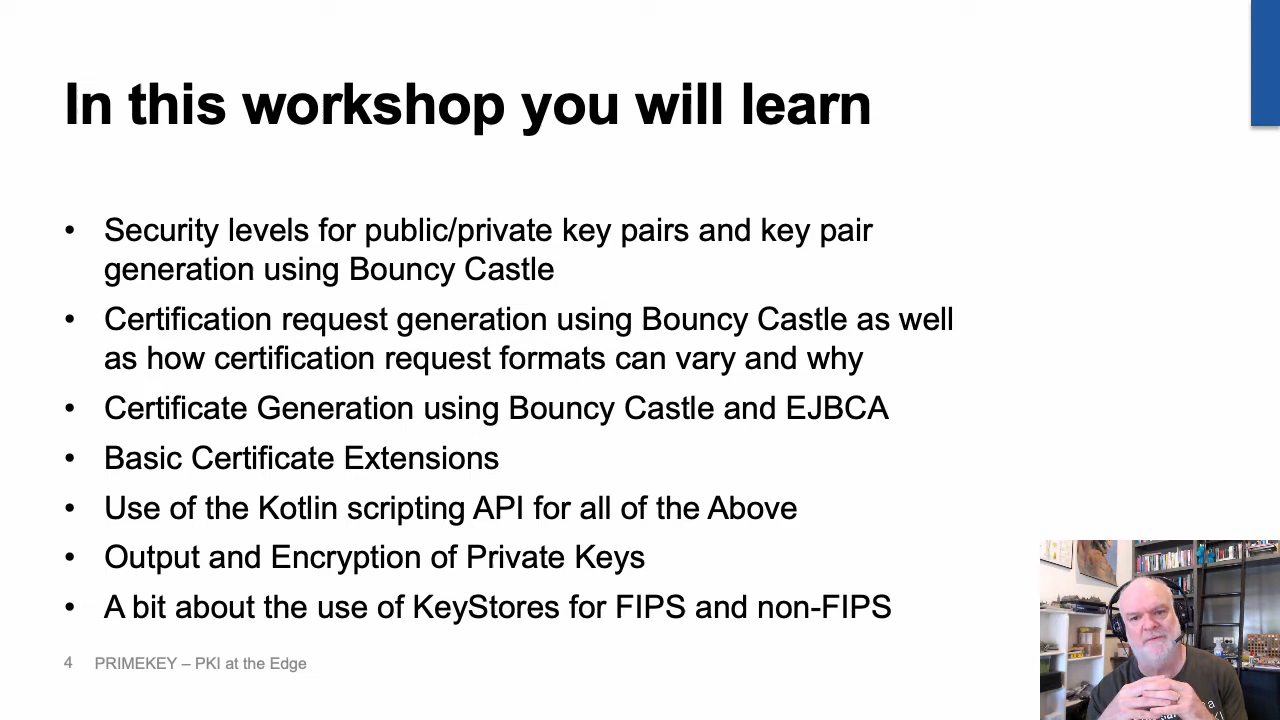 In this workshop you will learn
• Security levels for public/private key pairs and key pair
generation using Bouncy Castle
• Certification request generation using Bouncy Castle as well
as how certification request formats can vary and why
• Certificate Generation using Bouncy Castle and EJBCA
• Basic Certificate Extensions
• Use of the Kotlin scripting API for all of the Above
• Output and Encryption of Private Keys
• A bit about the use of KeyStores for FIPS and non-FIPS
4 PRIMEKEY – PKI at the Edge